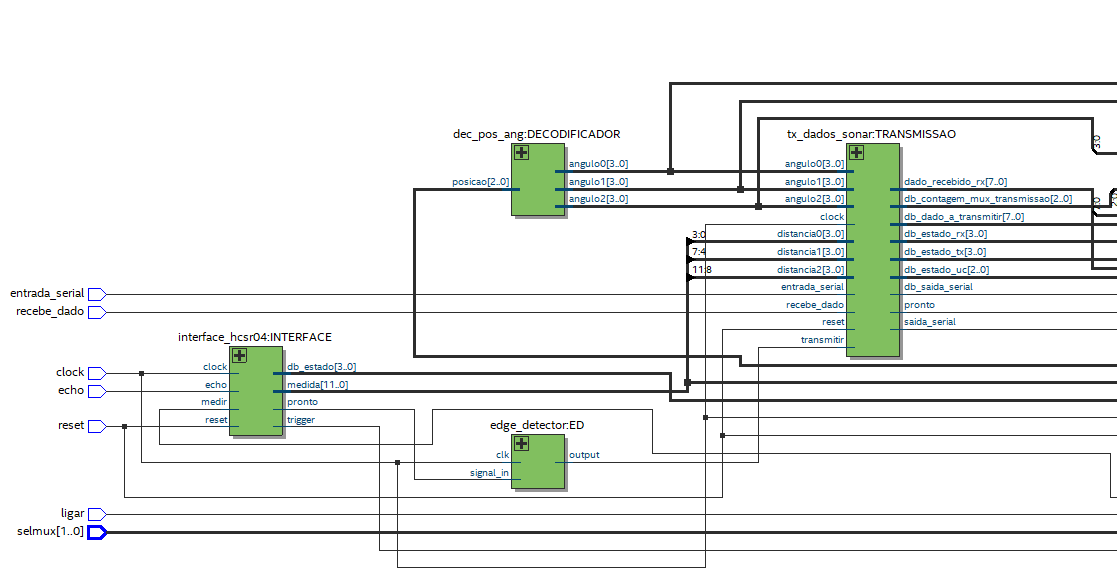 dec_pos_ang:DECODIFICADOR
posicao[2..0]
angulo0[3..0]
angulo1[3..0]
angulo2[3..0]
tx_dados_sonar:TRANSMISSAO
angulo0[3..0]
angulo1[3..0]
angulo2[3..0]
clock
3:0
distancia0[3..0]
7:4
distancia1[3..0]
11:8
distancia2[3..0]
entrada_serial
recebe_dado
reset
transmitir
dado_recebido_rx[7..0]
db_contagem_mux_transmissao[2..0]
db_dado_a_transmitir[7..0]
db_estado_rx[3..0]
db_estado_tx[3..0]
db_estado_uc[2..0]
db_saida_serial
pronto
saida_serial
3:0
entrada_serial
recebe_dado
interface_hcsr04:INTERFACE
clock
echo
medir
reset
db_estado[3..0]
medida[11..0]
pronto
trigger
clock
echo
reset
edge_detector:ED
clk
signal_in
output
ligar
selmux[1..0]